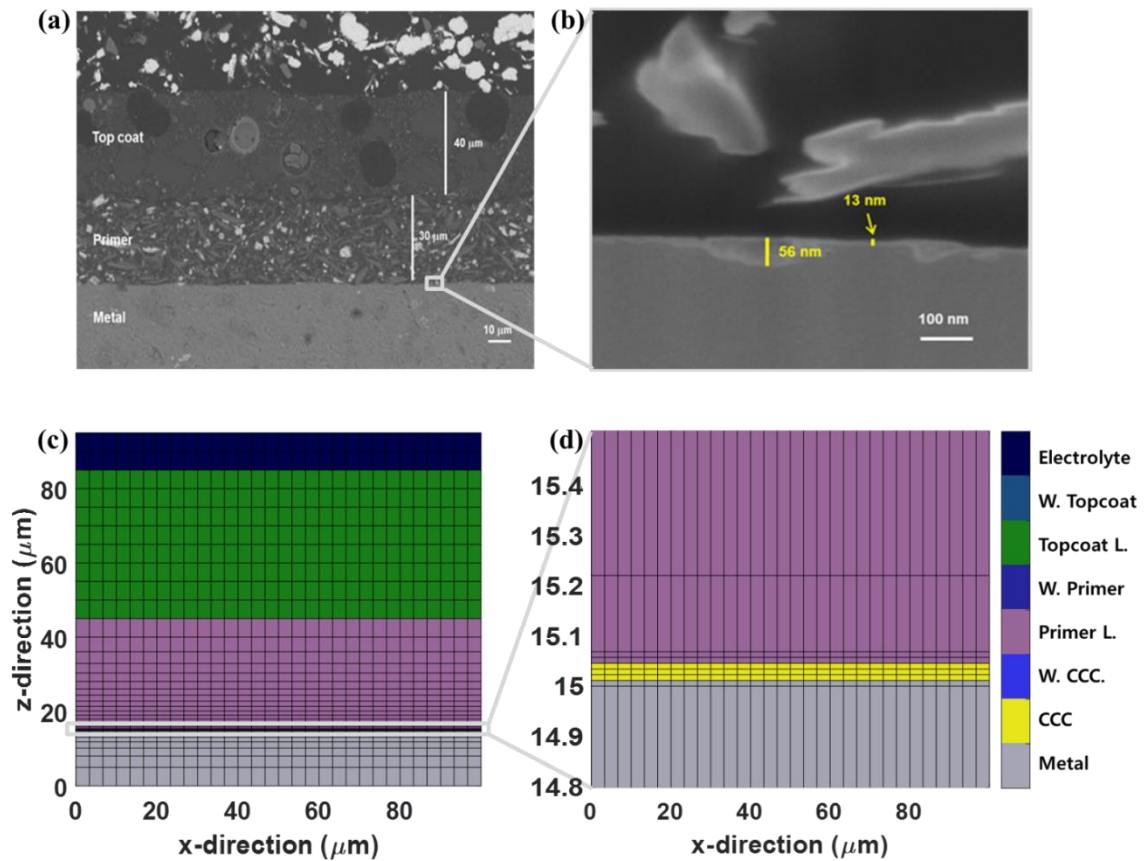 (a)
Top coat
40 μm
Primer
30 μm
Metal
10 μm
(b)
13 nm
56 nm
100 nm
(c)
80
60
40
20
0
z-direction (μm)
0 20 40 60 80
x-direction (μm)
(d)
15.4
15.3
15.2
15.1
15
14.9
14.8
0 20 40 60 80
x-direction (μm)
Electrolyte
W. Topcoat
Topcoat L.
W. Primer
Primer L.
W. CCC.
CCC
Metal